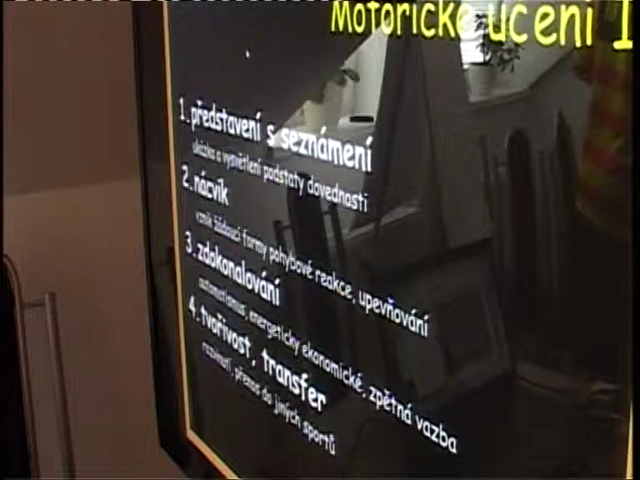 Motorické učení I
1. představení s seznámení
ukázka a vysvětlení podstaty dovednosti
2. nácvik
vznik žádoucí formy pohybové reakce, upevňování
3. zdokonalování
automatismus, energeticky ekonomické, zpětná vazba
4. tvořivost, transfer
rozvinutí, přenos do jiných sportů